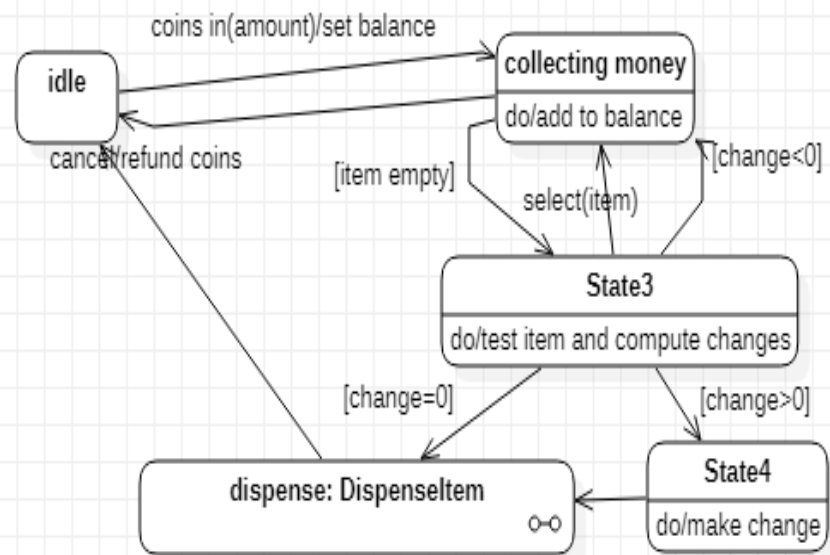 coins in(amount)/set balance
idle
collecting money
do/add to balance
cancel/refund coins
[item empty]
select(item)
[change<0]
State3
do/test item and compute changes
[change=0]
[change>0]
dispense: DispenseItem
State4
do/make change